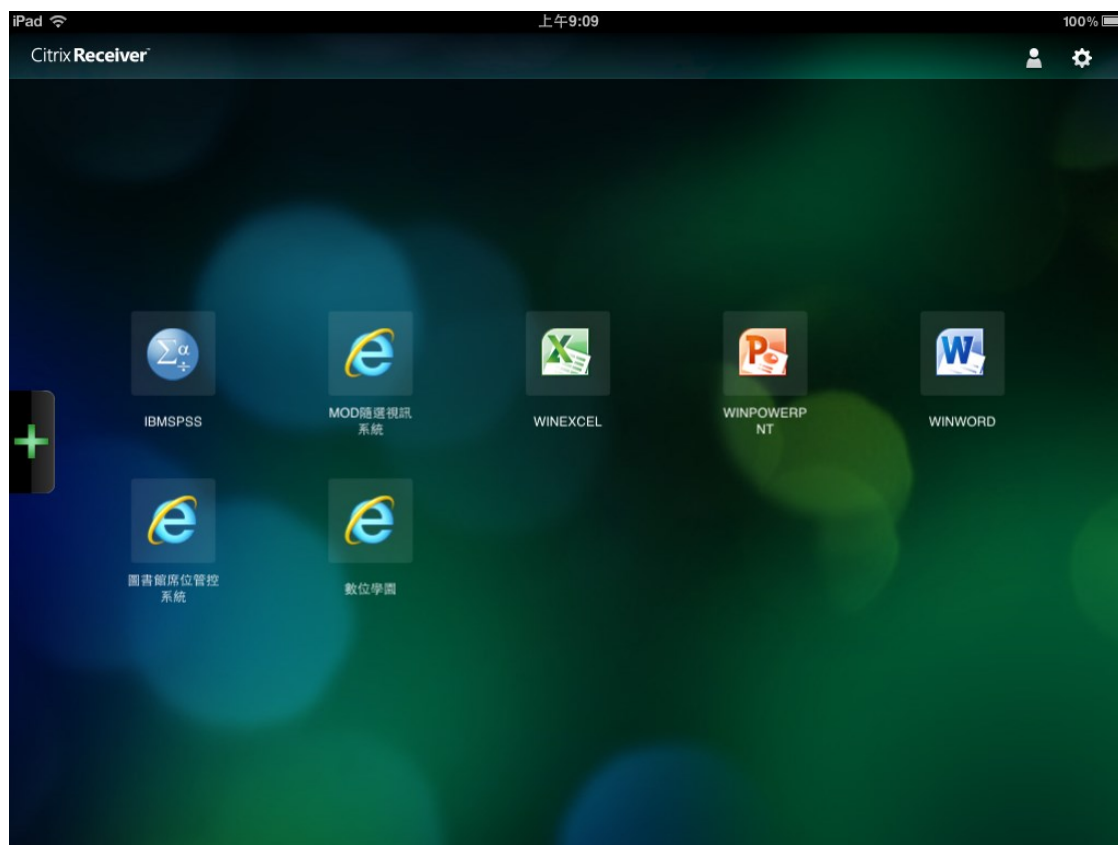 iPad 上午9:09 100%
Citrix Receiver
IBMSPSS
MOD隨選視訊
系統
WINEXCEL
WINPOWERP
NT
WINWORD
圖書館席位管控
系統
數位學園